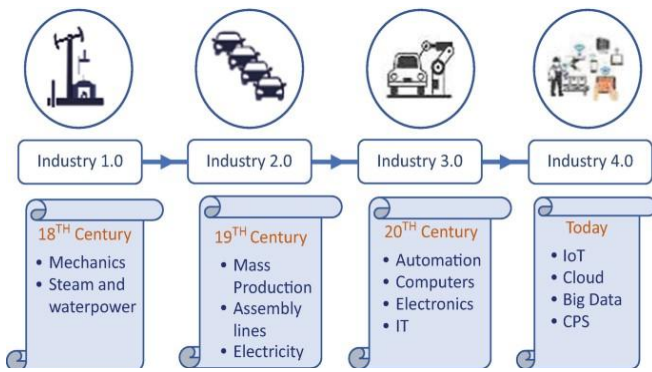 Industry 1.0
Industry 2.0
Industry 3.0
Industry 4.0
18TH Century
• Mechanics
• Steam and
waterpower
19TH Century
• Mass
Production
• Assembly
lines
• Electricity
20TH Century
• Automation
• Computers
• Electronics
• IT
Today
• IoT
• Cloud
• Big Data
• CPS